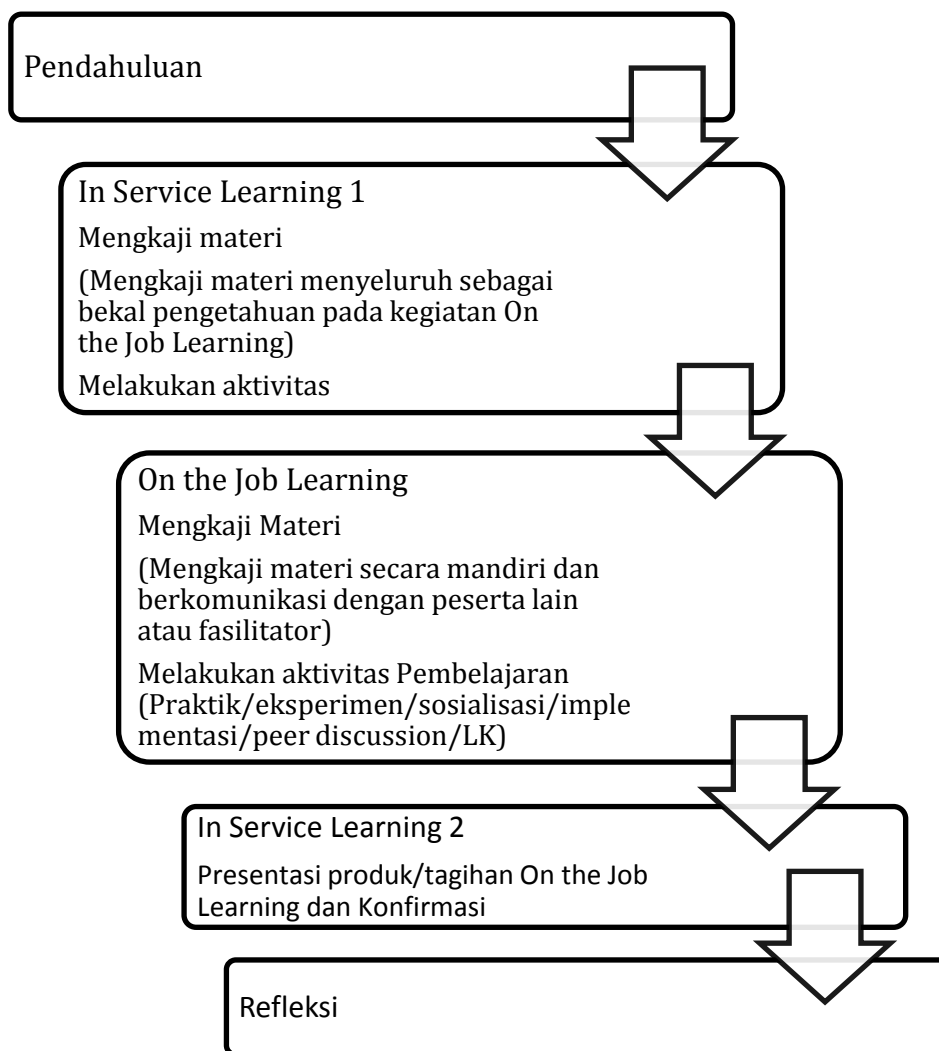 Pendahuluan
In Service Learning 1
Mengkaji materi
(Mengkaji materi menyeluruh sebagai
bekal pengetahuan pada kegiatan On
the Job Learning)
Melakukan aktivitas
On the Job Learning
Mengkaji Materi
(Mengkaji materi secara mandiri dan
berkomunikasi dengan peserta lain
atau fasilitator)
Melakukan aktivitas Pembelajaran
(Praktik/eksperimen/sosialisasi/imple
mentasi/peer discussion/LK)
In Service Learning 2
Presentasi produk/tagihan On the Job
Learning dan Konfirmasi
Refleksi